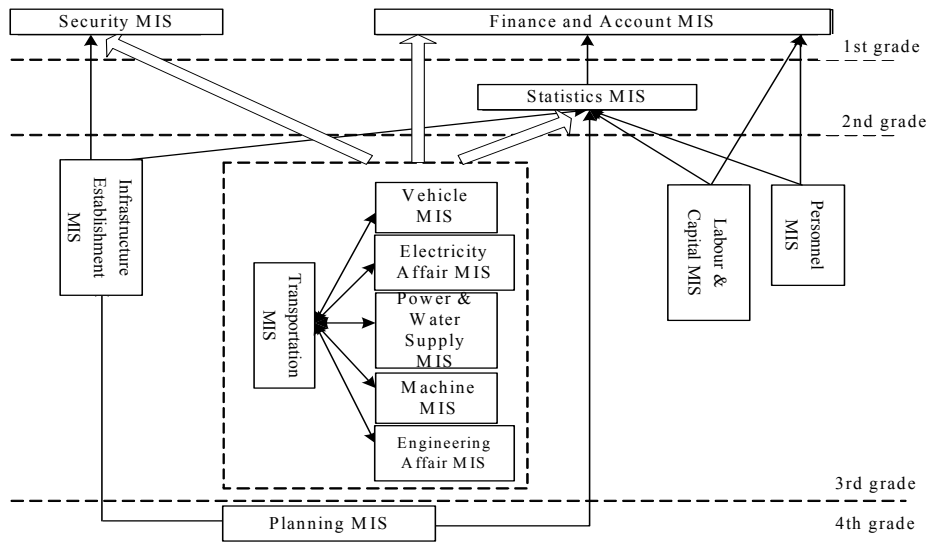 Security MIS
Finance and Account MIS
1st grade
Statistics MIS
2nd grade
Infrastructure
Establishment
MIS
Vehicle
MIS
Electricity
Affair MIS
Power &
Water
Supply
MIS
Machine
MIS
Engineering
Affair MIS
Transportation
MIS
Labour &
Capital MIS
Personnel
MIS
3rd grade
Planning MIS
4th grade